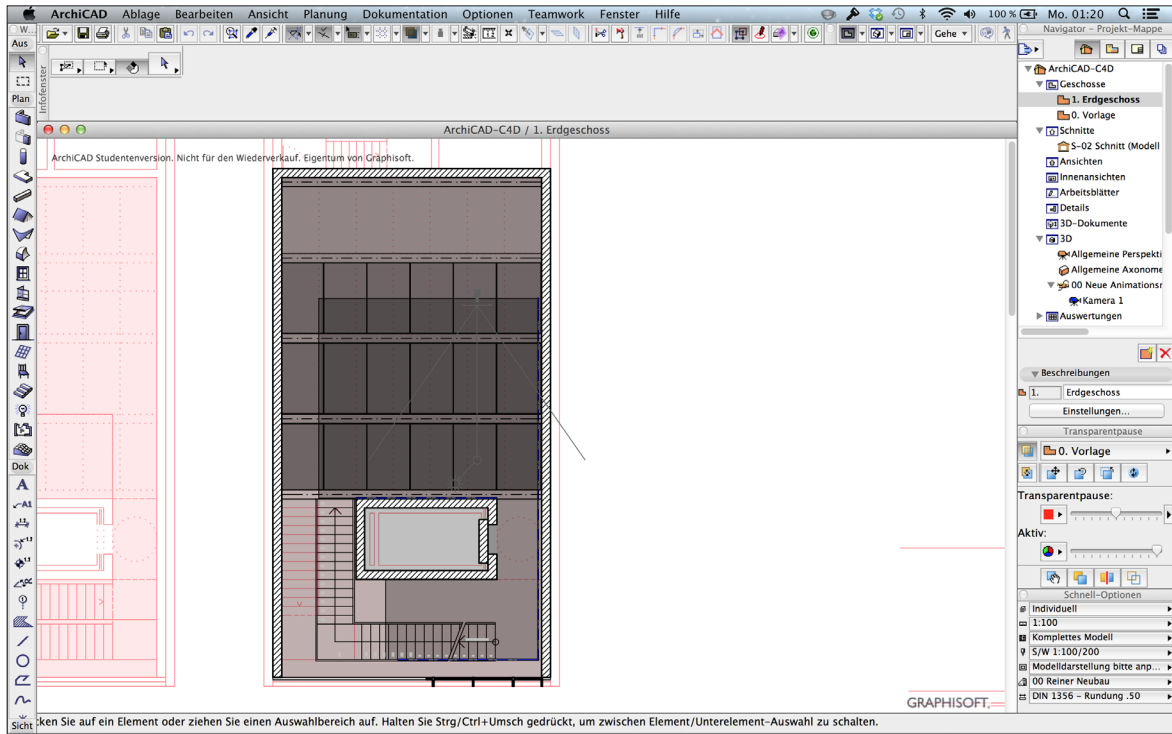 ArchiCAD Ablage Bearbeiten Ansicht Planung Dokumentation Optionen Teamwork Fenster Hilfe 100 % Mo. 01:20
W...
Aus
Gehe
Navigator - Projekt-Mappe
Infofenster
Plan
Dok
A1
1.1
Sicht
ArchiCAD-C4D / 1. Erdgeschoss
ArchiCAD Studentenversion. Nicht für den Wiederverkauf. Eigentum von Graphisoft.
GRAPHISOFT.
ArchiCAD-C4D
Geschosse
1. Erdgeschoss
0. Vorlage
Schnitte
S-02 Schnitt (Modell
Ansichten
Innenansichten
Arbeitsblätter
Details
3D-Dokumente
3D
Allgemeine Perspekti
Allgemeine Axonome
00 Neue Animationsr
Kamera 1
Auswertungen
Beschreibungen
1. Erdgeschoss
Einstellungen...
Transparentpause
0. Vorlage
Transparentpause:
Aktiv:
Schnell-Optionen
Individuell
1:100
Komplettes Modell
S/W 1:100/200
Modelldarstellung bitte anp...
00 Reiner Neubau
DIN 1356 - Rundung .50
cken Sie auf ein Element oder ziehen Sie einen Auswahlbereich auf. Halten Sie Strg/Ctrl+Umsch gedrückt, um zwischen Element/Unterelement-Auswahl zu schalten.